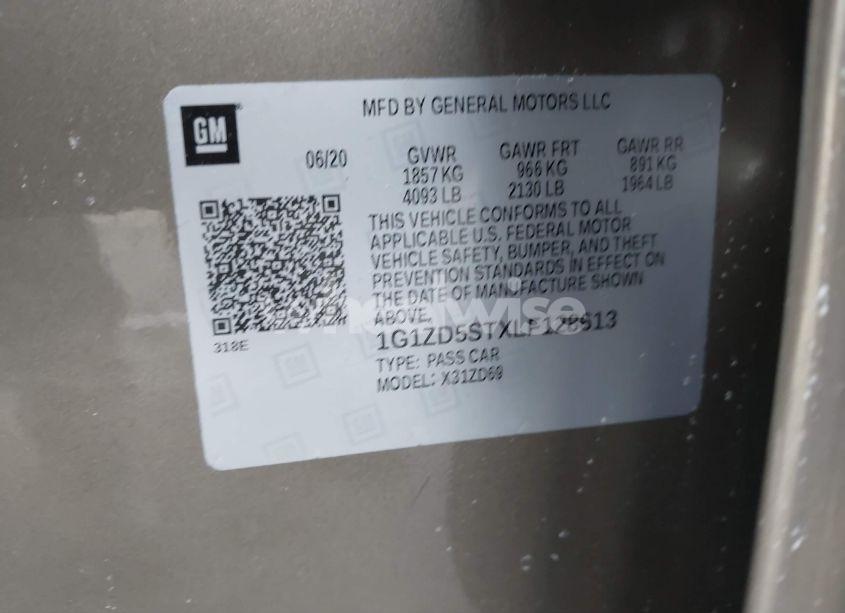 GM
MFD BY GENERAL MOTORS LLC
06/20 GVWR GAWR FRT GAWR RR
1857 KG 966 KG 891 KG
4093 LB 2130 LB 1964 LB
THIS VEHICLE CONFORMS TO ALL
APPLICABLE U.S. FEDERAL MOTOR
VEHICLE SAFETY, BUMPER, AND THEFT
PREVENTION STANDARDS IN EFFECT ON
THE DATE OF MANUFACTURE SHOWN
ABOVE.
318E
1G1ZD5STXLF128613
TYPE: PASS CAR
MODEL: X31ZD69